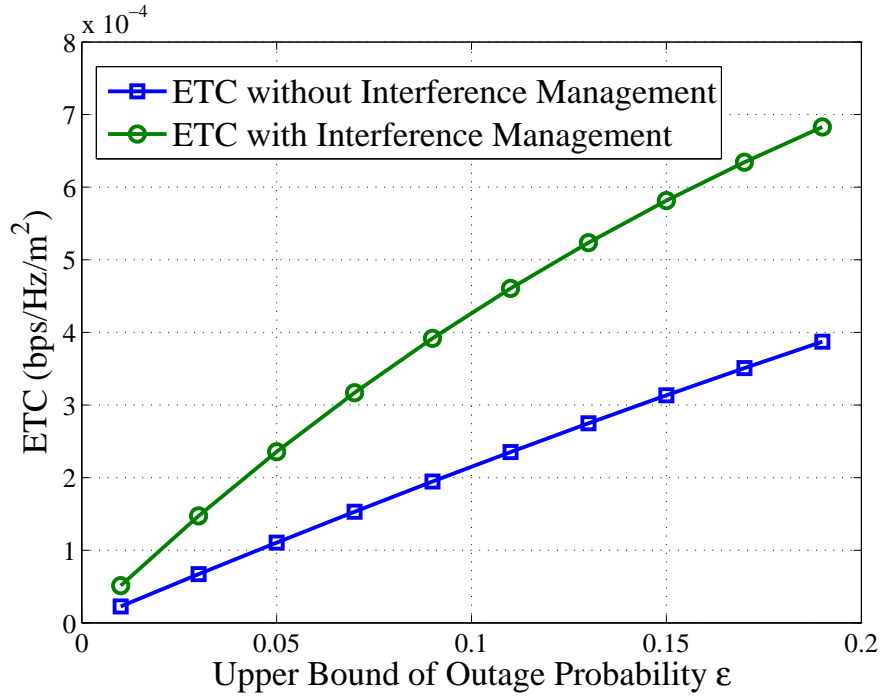 x 10⁻⁴
8
7
6
5
4
3
2
1
0
ETC (bps/Hz/m²)
ETC without Interference Management
ETC with Interference Management
0 0.05 0.1 0.15 0.2
Upper Bound of Outage Probability ε